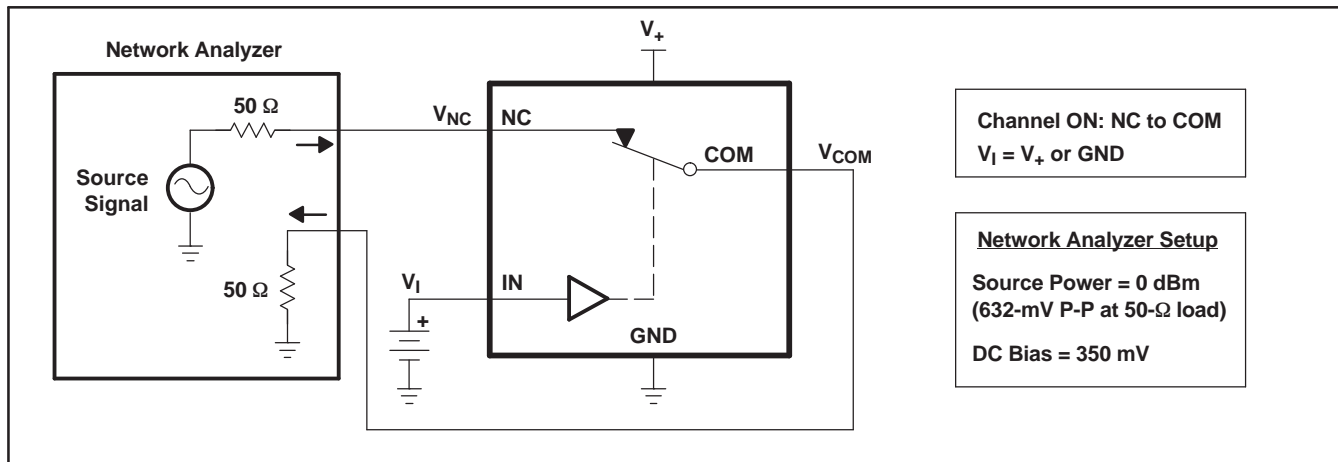 Network Analyzer
50 Ω
Source
Signal
50 Ω
V+
VNC
NC
COM
VCOM
VI
IN
+
GND
Channel ON: NC to COM
VI = V+ or GND
Network Analyzer Setup
Source Power = 0 dBm
(632-mV P-P at 50-Ω load)
DC Bias = 350 mV